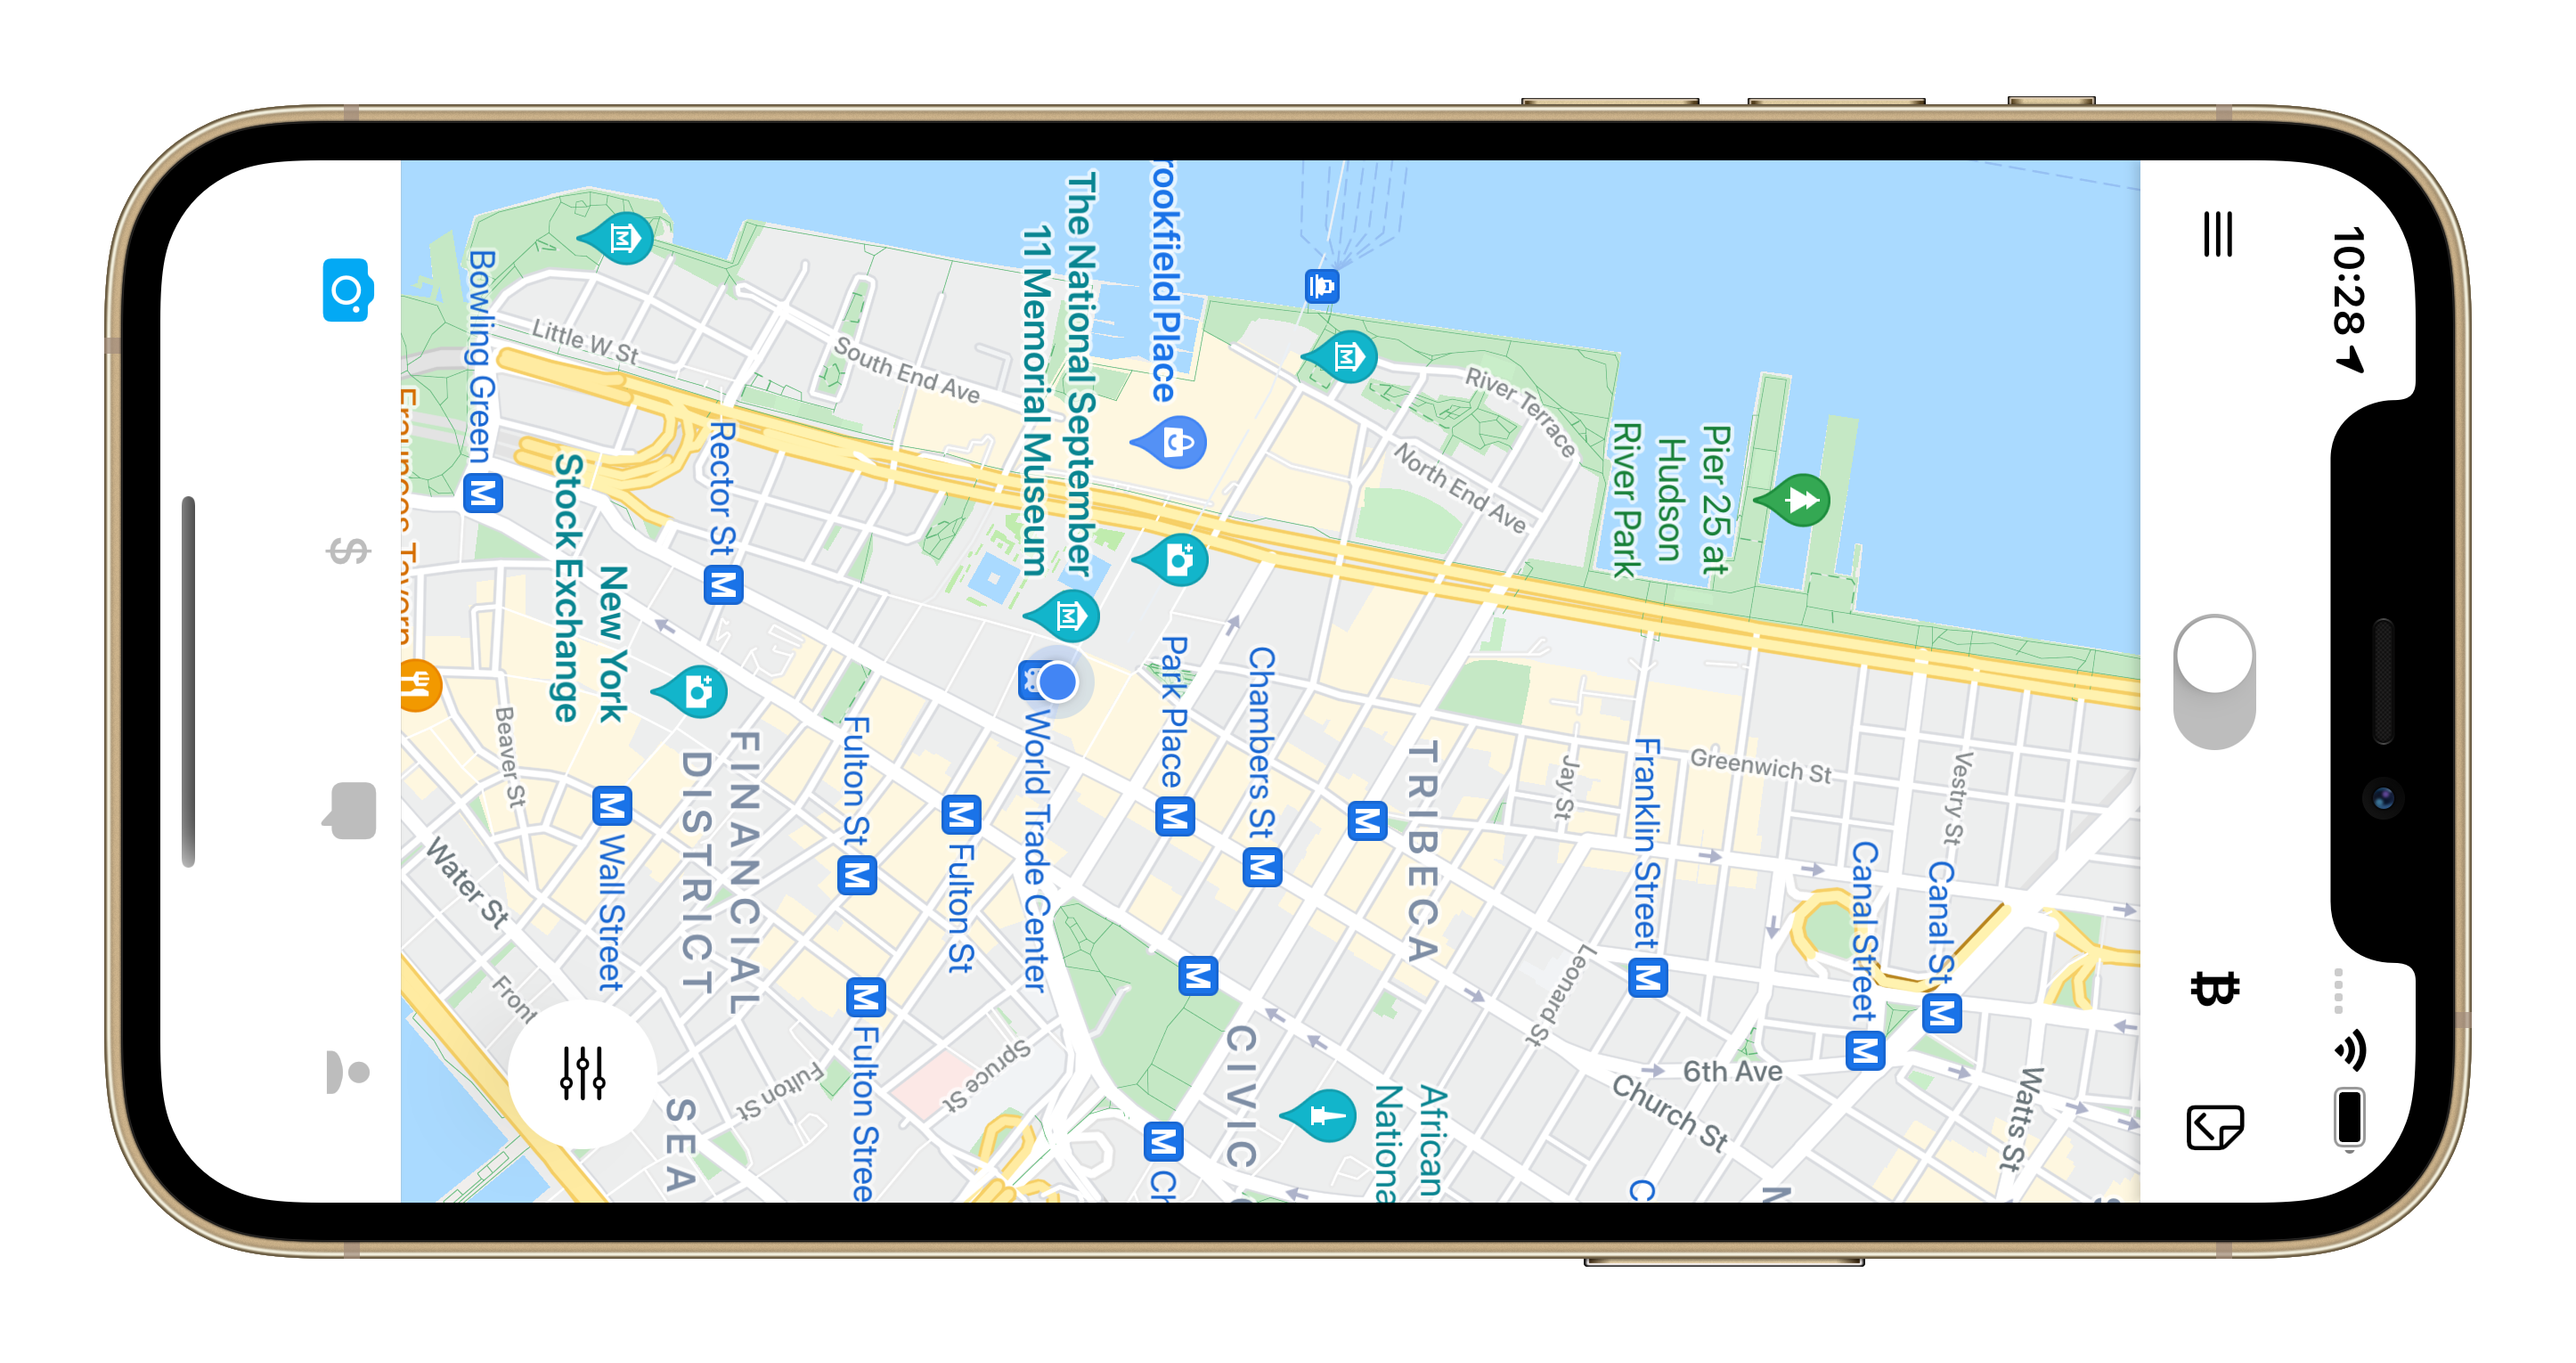 10:28
Vestry St
Watts St
Canal St
Canal Street
6th Ave
Greenwich St
Church St
Pier 25 at
Hudson
River Park
Franklin Street
Jay St
Leonard St
River Terrace
North End Ave
TRIBECA
African
Nationa
Chambers St
CIVIC
rookfield Place
Park Place
Ch
The National September
11 Memorial Museum
World Trade Center
South End Ave
Fulton St
Spruce St
Fulton St
Fulton Stree
Fulton St
Rector St
FINANCIAL
DISTRICT
SEA
Little W St
New York
Stock Exchange
Wall Street
Beaver St
Front
Bowling Green
Water St